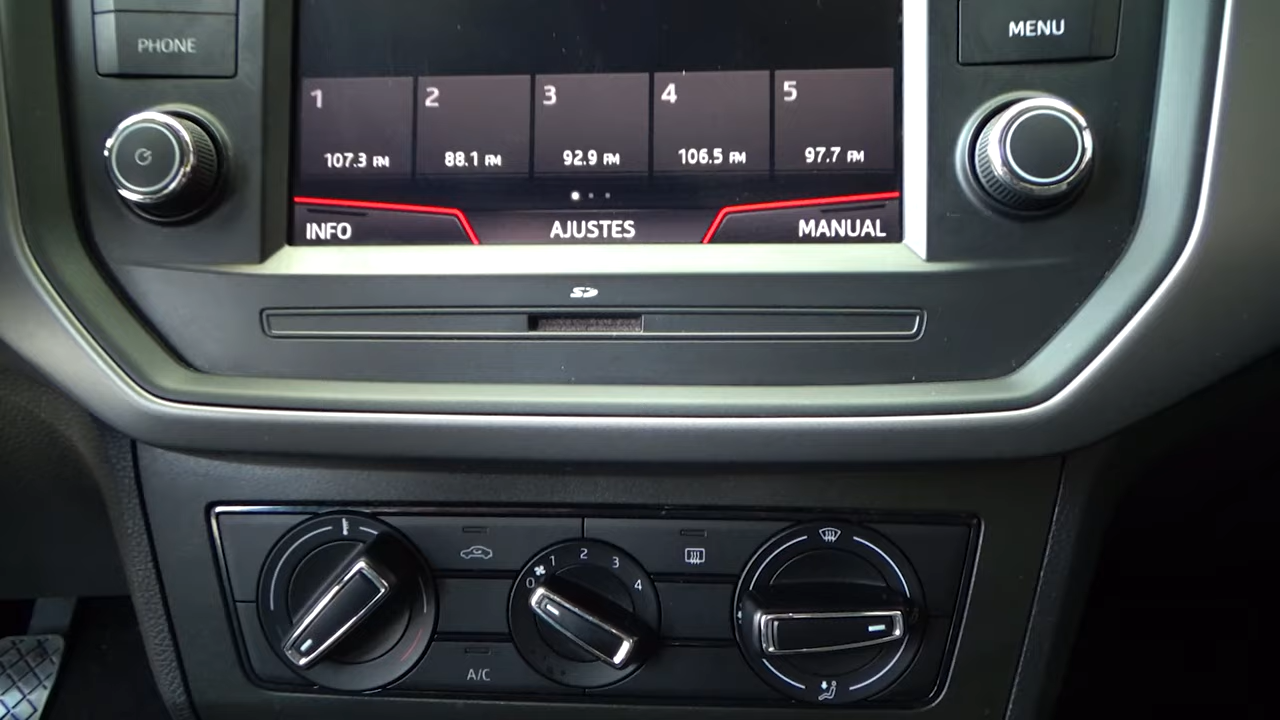 PHONE
MENU
1
2
3
4
5
107.3 FM
88.1 FM
92.9 FM
106.5 FM
97.7 FM
INFO
AJUSTES
MANUAL
SD
0
1
2
3
4
A/C